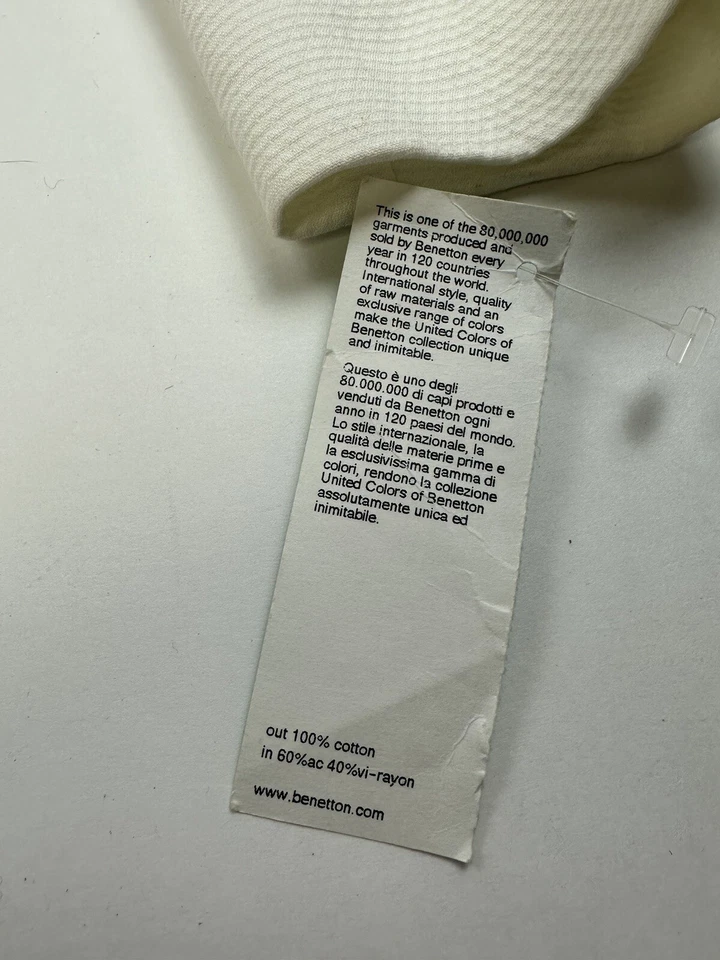 This is one of the 80,000,000
garments produced and
sold by Benetton every
year in 120 countries
throughout the world.
International style, quality
of raw materials and an
exclusive range of colors
make the United Colors of
Benetton collection unique
and inimitable.
Questo è uno degli
80.000.000 di capi prodotti e
venduti da Benetton ogni
anno in 120 paesi del mondo.
Lo stile internazionale, la
qualità delle materie prime e
la esclusivissima gamma di
colori, rendono la collezione
United Colors of Benetton
assolutamente unica ed
inimitabile.
out 100% cotton
in 60%ac 40%vi-rayon
www.benetton.com